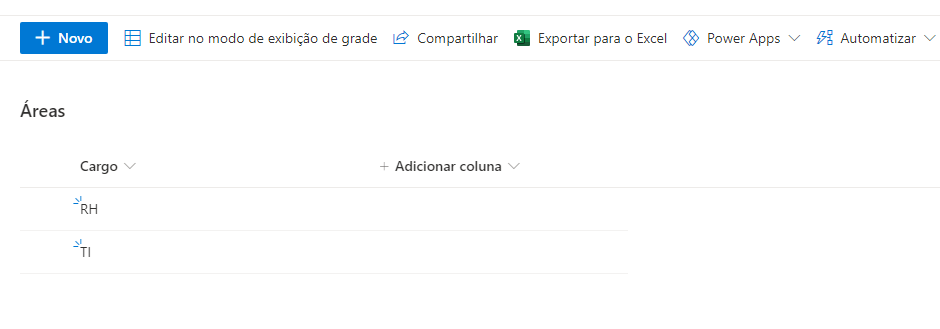 Novo Editar no modo de exibição de grade Compartilhar Exportar para o Excel Power Apps Automatizar
Áreas
Cargo Adicionar coluna
RH
TI